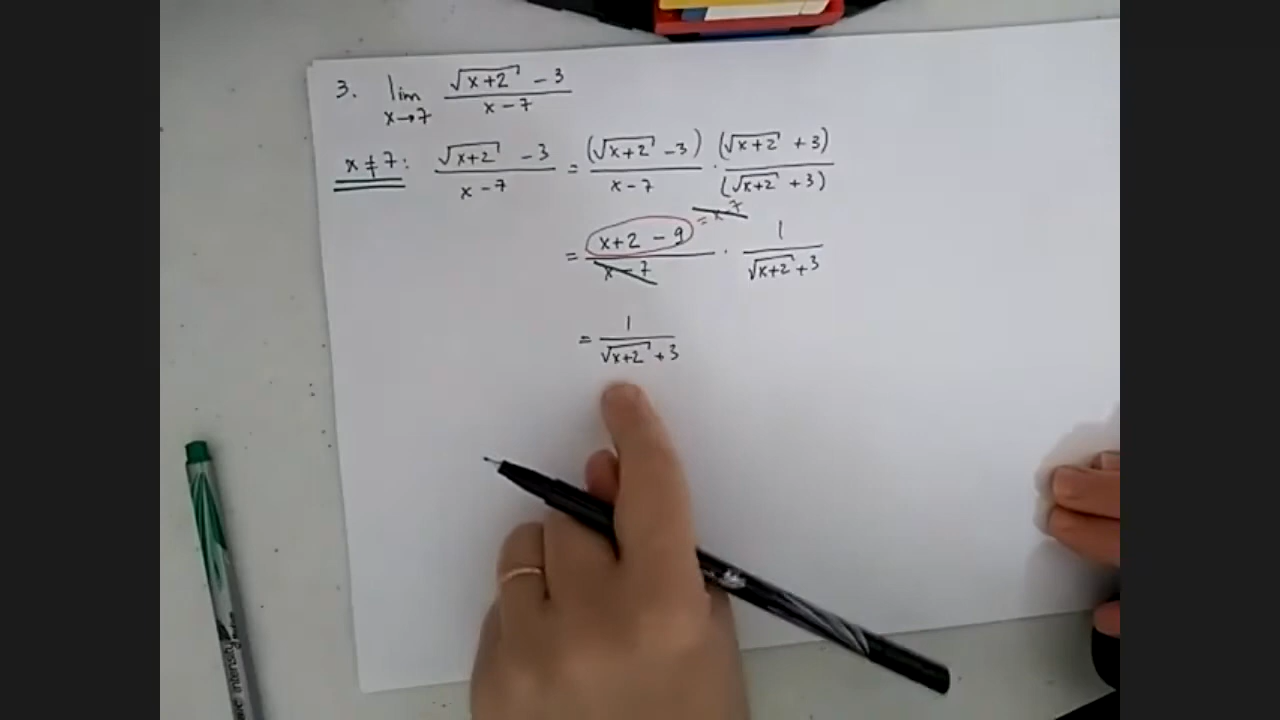 3. lim x→7 (√(x+2) − 3)/(x − 7)
x ≠ 7: (√(x+2) − 3)/(x − 7) = (√(x+2) − 3)/(x − 7) · (√(x+2) + 3)/(√(x+2) + 3)
= (x+2 − 9)/(x − 7) · 1/(√(x+2) + 3)
= x−7
= 1/(√(x+2) + 3)
intensity